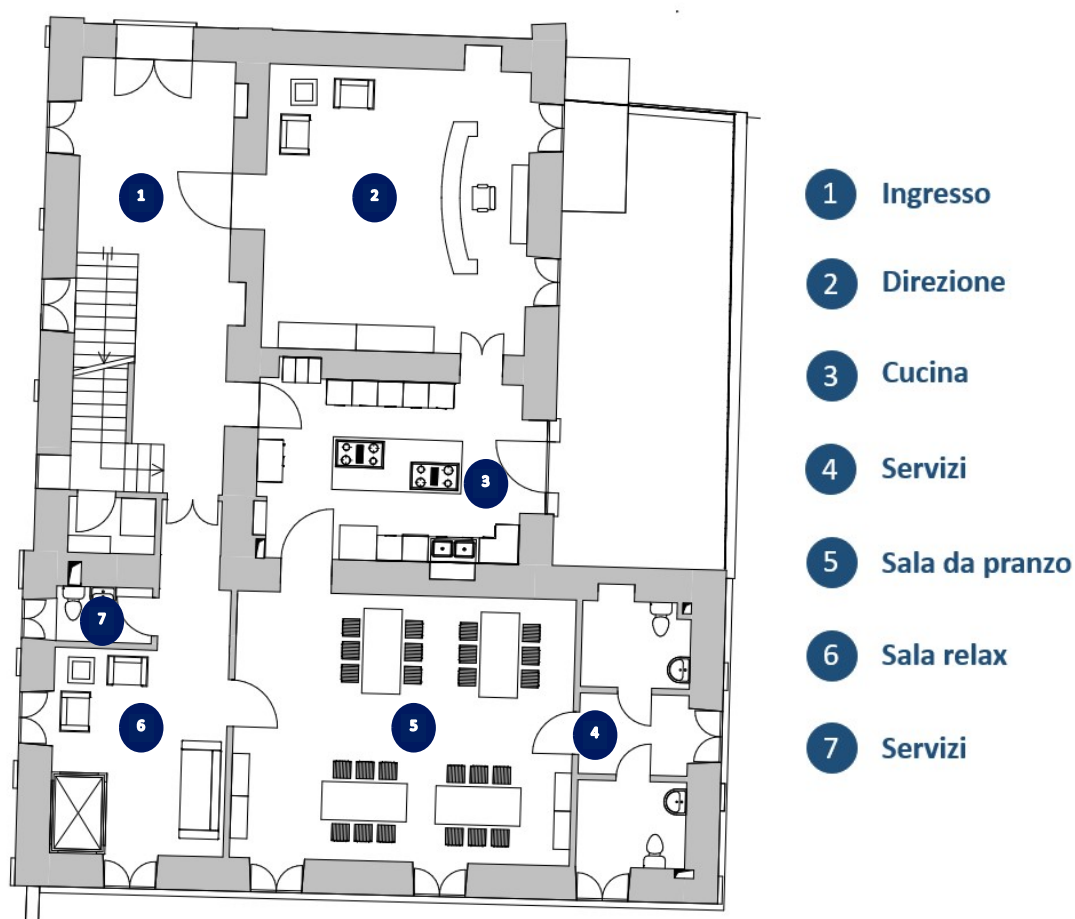 1
2
3
7
6
5
4
1 Ingresso
2 Direzione
3 Cucina
4 Servizi
5 Sala da pranzo
6 Sala relax
7 Servizi